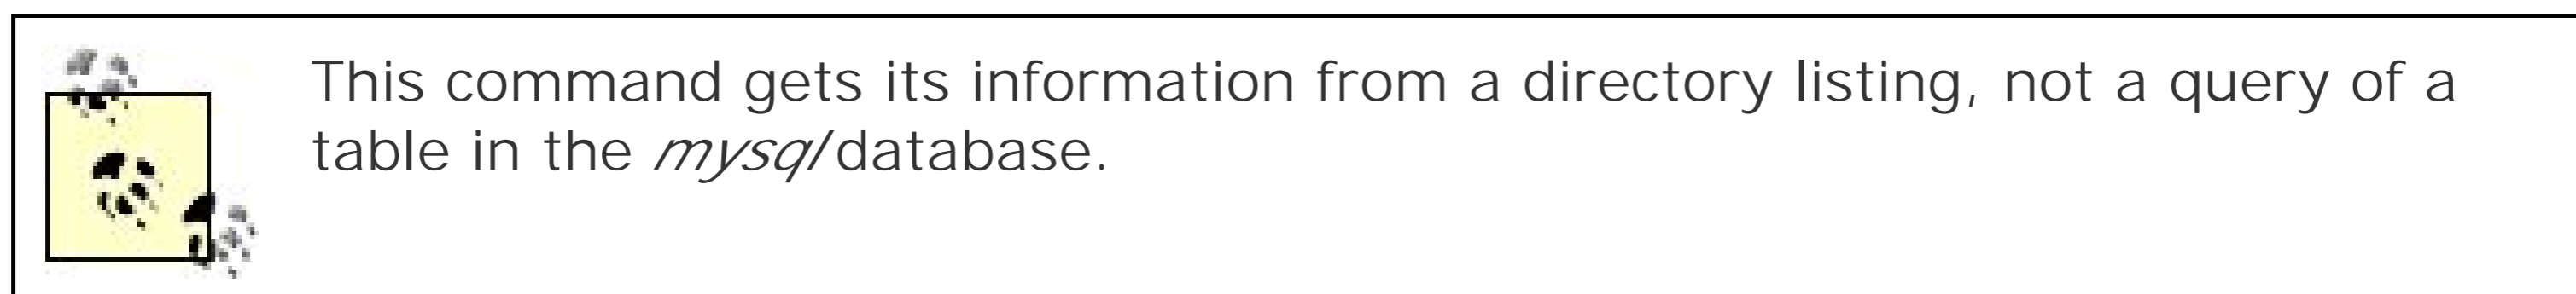 This command gets its information from a directory listing, not a query of a
table in the mysql database.